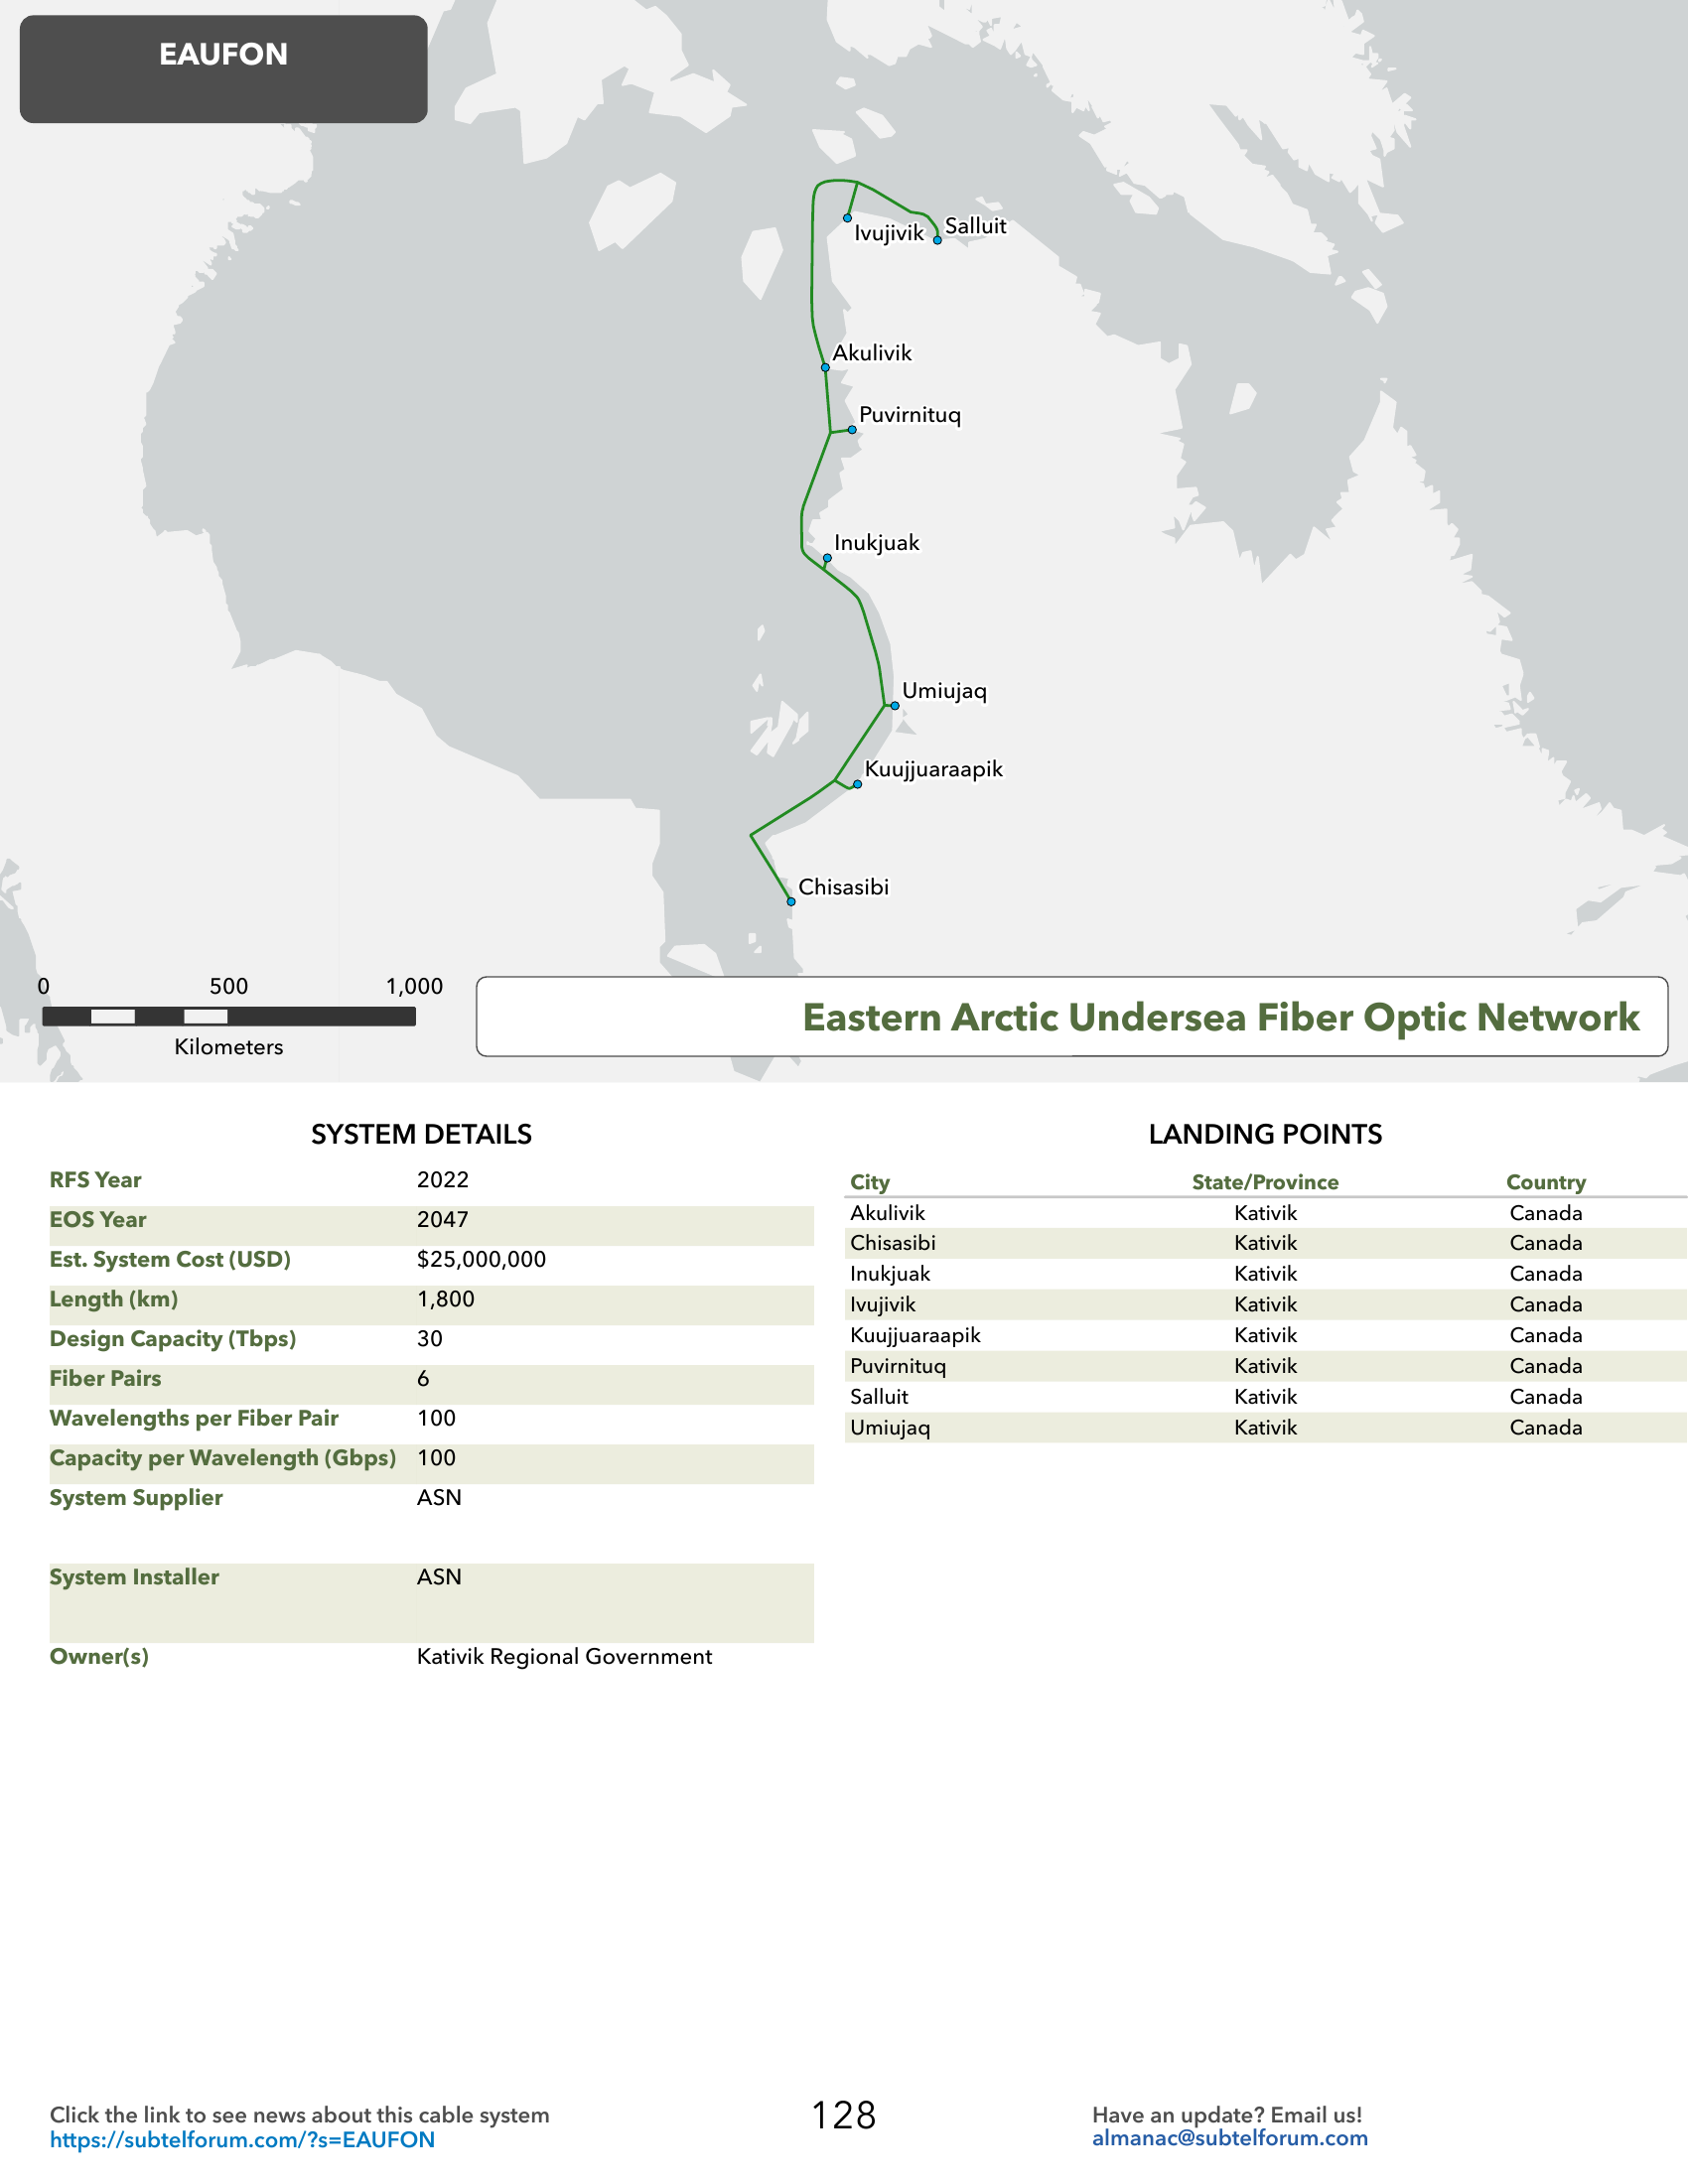 EAUFON
Ivujivik
Salluit
Akulivik
Puvirnituq
Inukjuak
Umiujaq
Kuujjuaraapik
Chisasibi
0 500 1,000
Kilometers
Eastern Arctic Undersea Fiber Optic Network
SYSTEM DETAILS
RFS Year 2022
EOS Year 2047
Est. System Cost (USD) $25,000,000
Length (km) 1,800
Design Capacity (Tbps) 30
Fiber Pairs 6
Wavelengths per Fiber Pair 100
Capacity per Wavelength (Gbps) 100
System Supplier ASN
System Installer ASN
Owner(s) Kativik Regional Government
LANDING POINTS
City State/Province Country
Akulivik Kativik Canada
Chisasibi Kativik Canada
Inukjuak Kativik Canada
Ivujivik Kativik Canada
Kuujjuaraapik Kativik Canada
Puvirnituq Kativik Canada
Salluit Kativik Canada
Umiujaq Kativik Canada
Click the link to see news about this cable system
https://subtelforum.com/?s=EAUFON
128
Have an update? Email us!
almanac@subtelforum.com